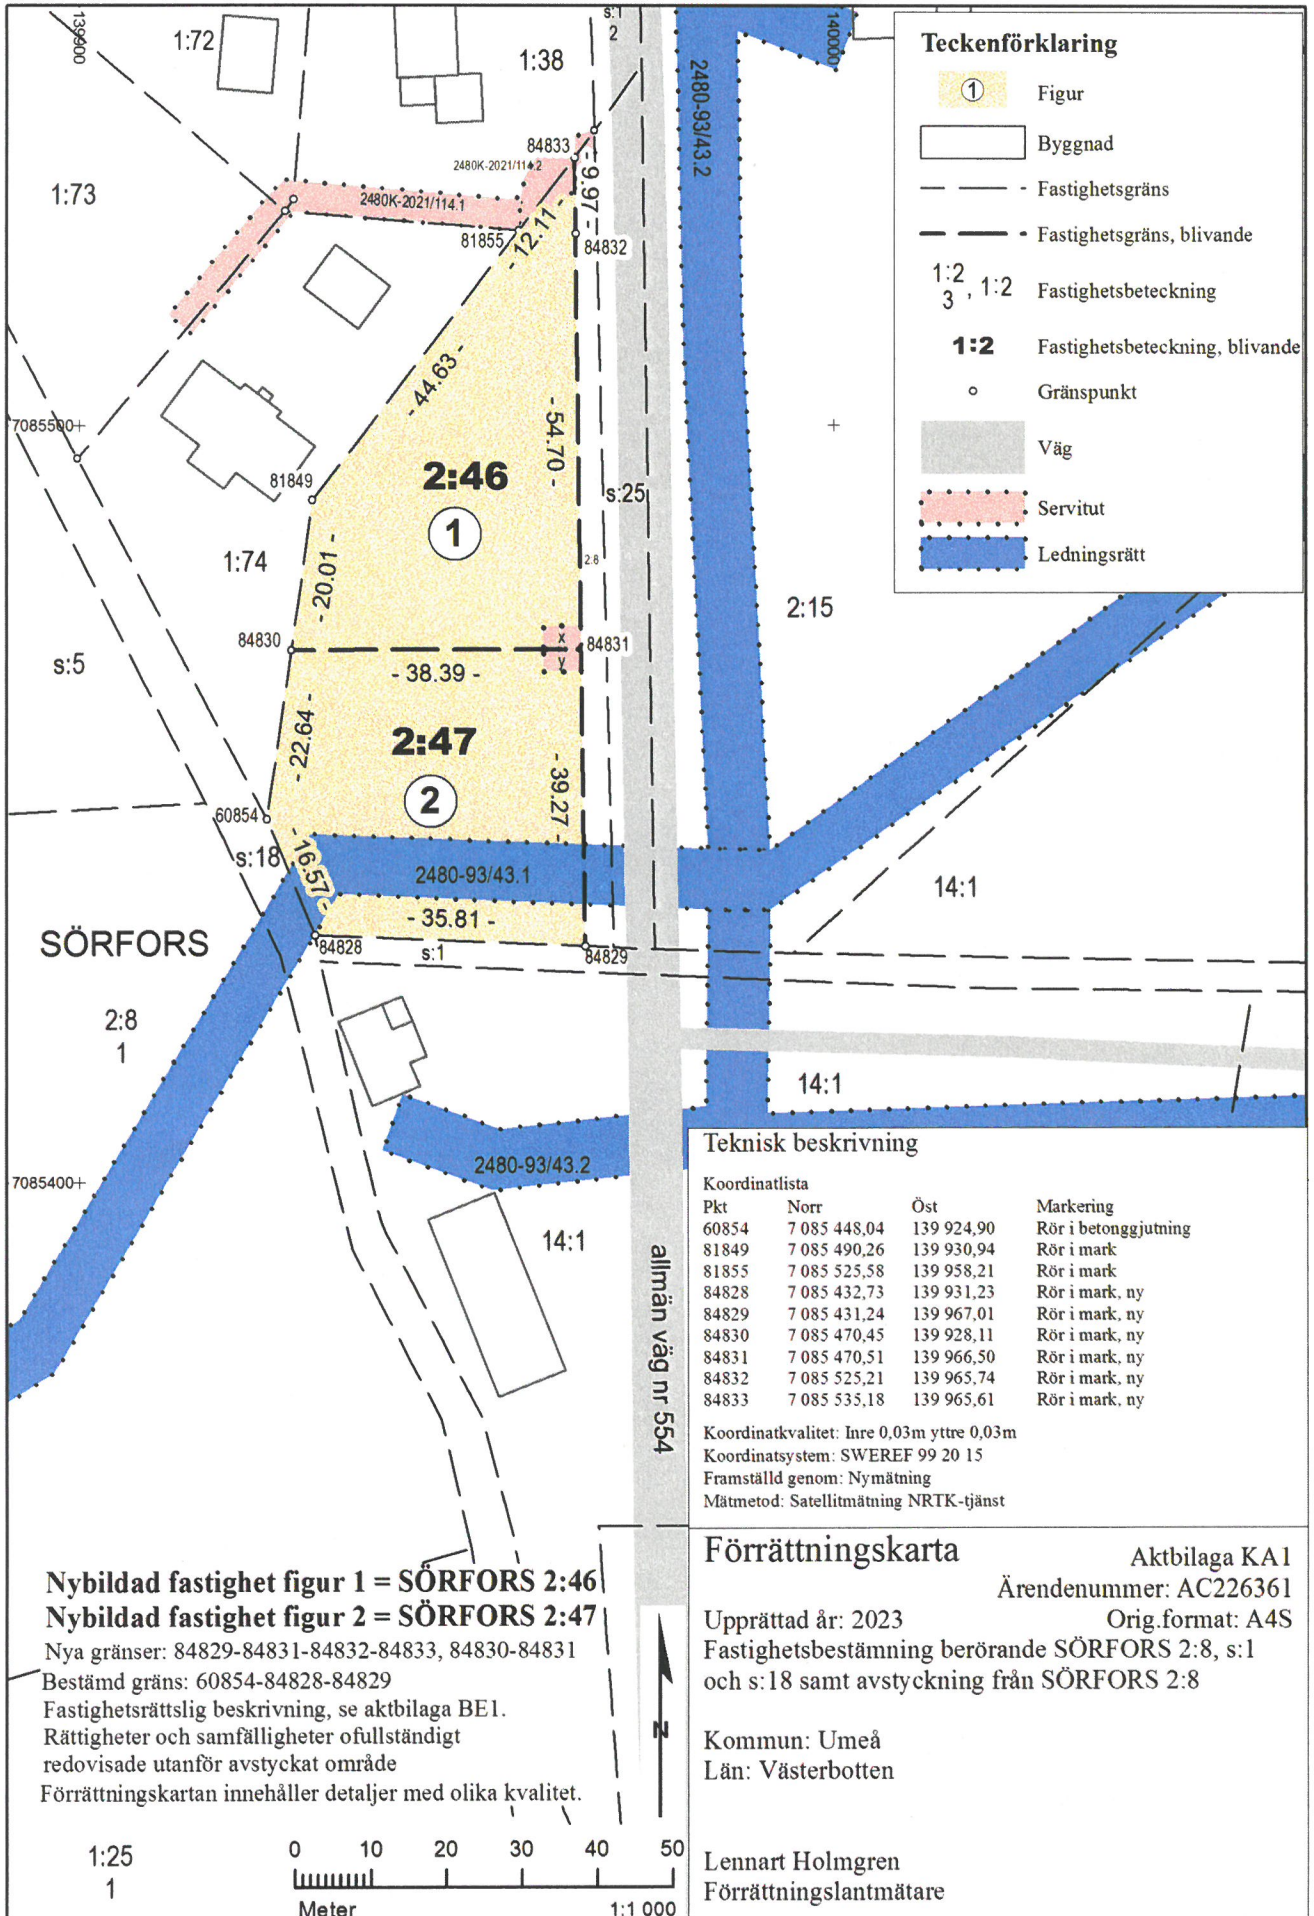 139900
1:72
1:38
s:1
2
140000
2480-93/43.2
Teckenförklaring
1
Figur
Byggnad
Fastighetsgräns
Fastighetsgräns, blivande
1:2
3 , 1:2 Fastighetsbeteckning
1:2 Fastighetsbeteckning, blivande
Gränspunkt
Väg
Servitut
Ledningsrätt
84833
2480K-2021/114.2
1:73
2480K-2021/114.1
- 9.97 -
81855
- 12.11 -
84832
- 44.63 -
7085500+
- 54.70 -
2:46
81849
s:25
1
1:74
- 20.01 -
2:8
2:15
84830
x
84831
y
- 38.39 -
s:5
- 22.64 -
2:47
- 39.27 -
2
60854
s:18
- 16.57 -
2480-93/43.1
14:1
- 35.81 -
SÖRFORS
84828
s:1
84829
2:8
1
14:1
2480-93/43.2
7085400+
14:1
allmän väg nr 554
Teknisk beskrivning
Koordinatlista
Pkt Norr Öst Markering
60854 7 085 448,04 139 924,90 Rör i betonggjutning
81849 7 085 490,26 139 930,94 Rör i mark
81855 7 085 525,58 139 958,21 Rör i mark
84828 7 085 432,73 139 931,23 Rör i mark, ny
84829 7 085 431,24 139 967,01 Rör i mark, ny
84830 7 085 470,45 139 928,11 Rör i mark, ny
84831 7 085 470,51 139 966,50 Rör i mark, ny
84832 7 085 525,21 139 965,74 Rör i mark, ny
84833 7 085 535,18 139 965,61 Rör i mark, ny
Koordinatkvalitet: Inre 0,03m yttre 0,03m
Koordinatsystem: SWEREF 99 20 15
Framställd genom: Nymätning
Mätmetod: Satellitmätning NRTK-tjänst
Nybildad fastighet figur 1 = SÖRFORS 2:46
Nybildad fastighet figur 2 = SÖRFORS 2:47
Nya gränser: 84829-84831-84832-84833, 84830-84831
Bestämd gräns: 60854-84828-84829
Fastighetsrättslig beskrivning, se aktbilaga BE1.
Rättigheter och samfälligheter ofullständigt
redovisade utanför avstyckat område
Förrättningskartan innehåller detaljer med olika kvalitet.
N
1:25
1
0 10 20 30 40 50
Meter 1:1 000
Förrättningskarta
Aktbilaga KA1
Ärendenummer: AC226361
Upprättad år: 2023 Orig.format: A4S
Fastighetsbestämning berörande SÖRFORS 2:8, s:1
och s:18 samt avstyckning från SÖRFORS 2:8
Kommun: Umeå
Län: Västerbotten
Lennart Holmgren
Förrättningslantmätare